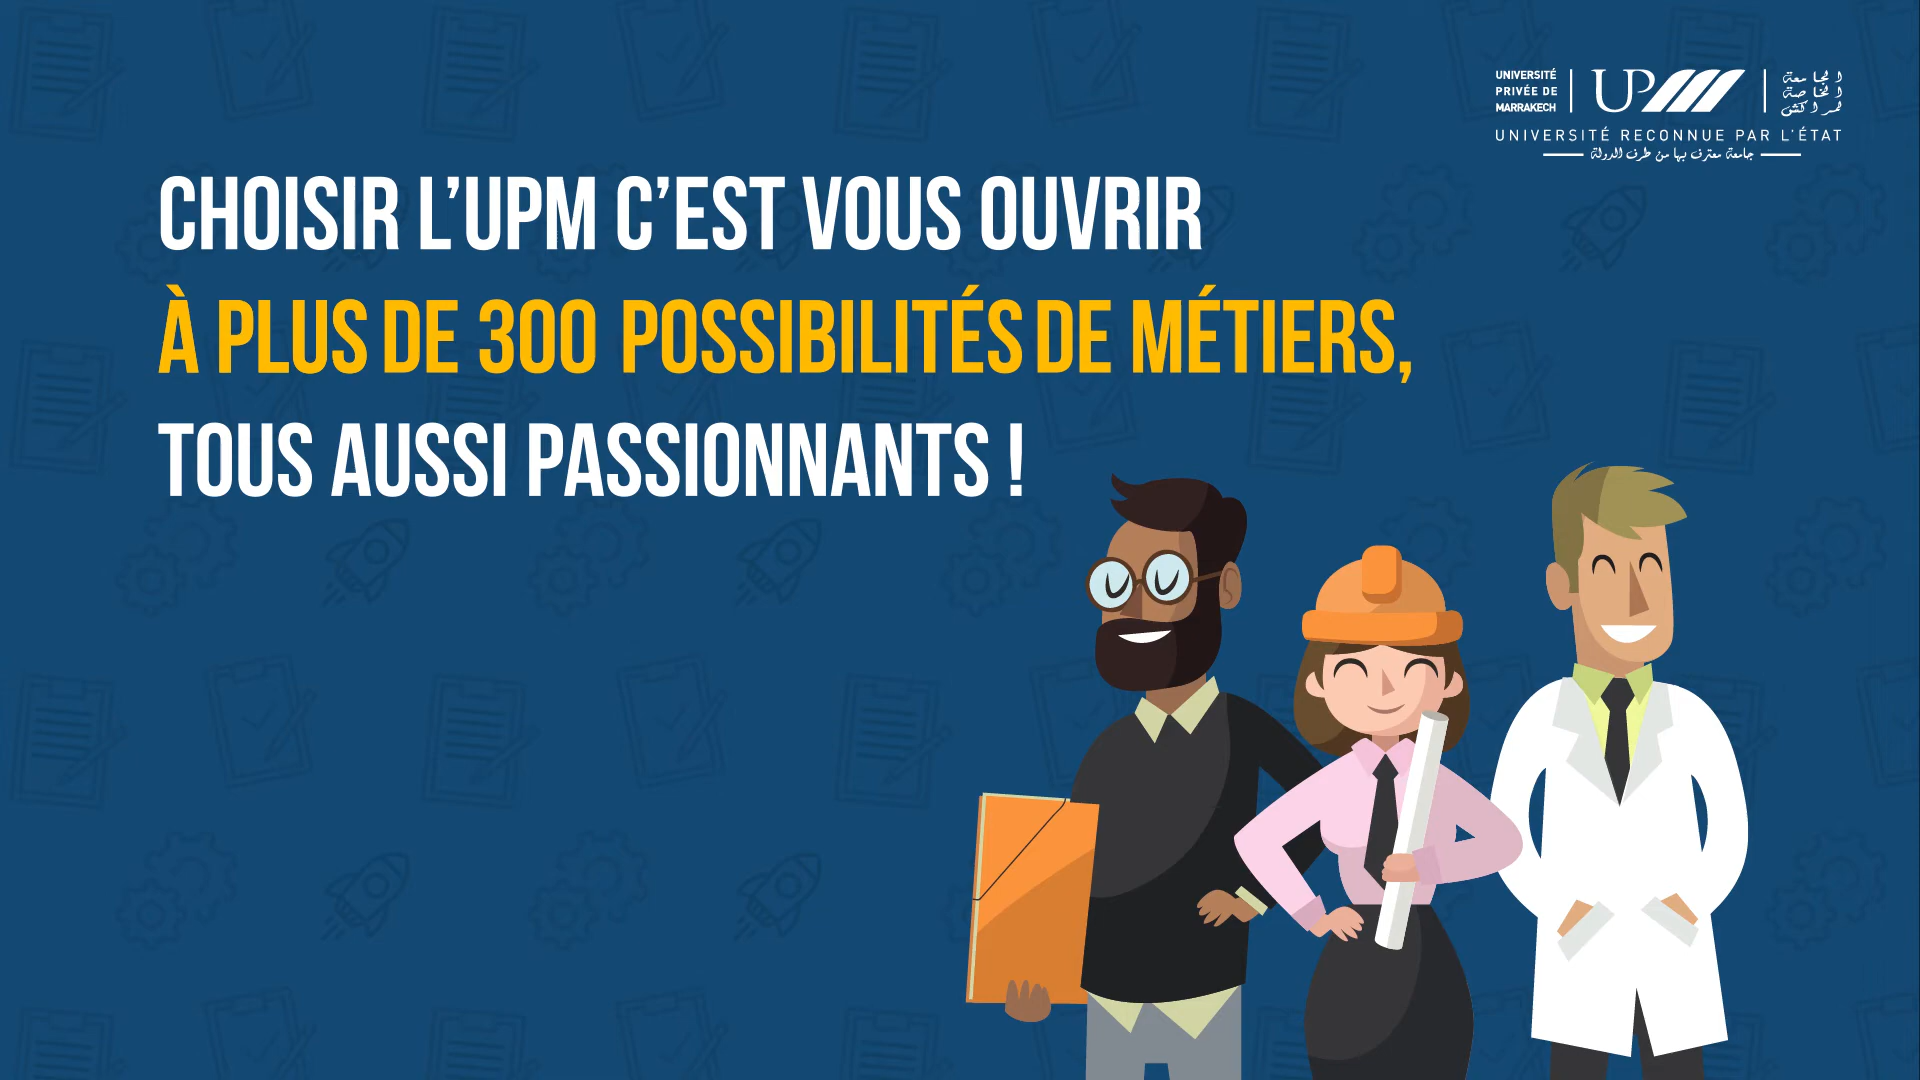 UNIVERSITÉ
PRIVÉE DE
MARRAKECH
UPM
الجامعة
الخاصة
لمراكش
UNIVERSITÉ RECONNUE PAR L'ÉTAT
جامعة معترف بها من طرف الدولة
CHOISIR L'UPM C'EST VOUS OUVRIR
À PLUS DE 300 POSSIBILITÉS DE MÉTIERS,
TOUS AUSSI PASSIONNANTS !